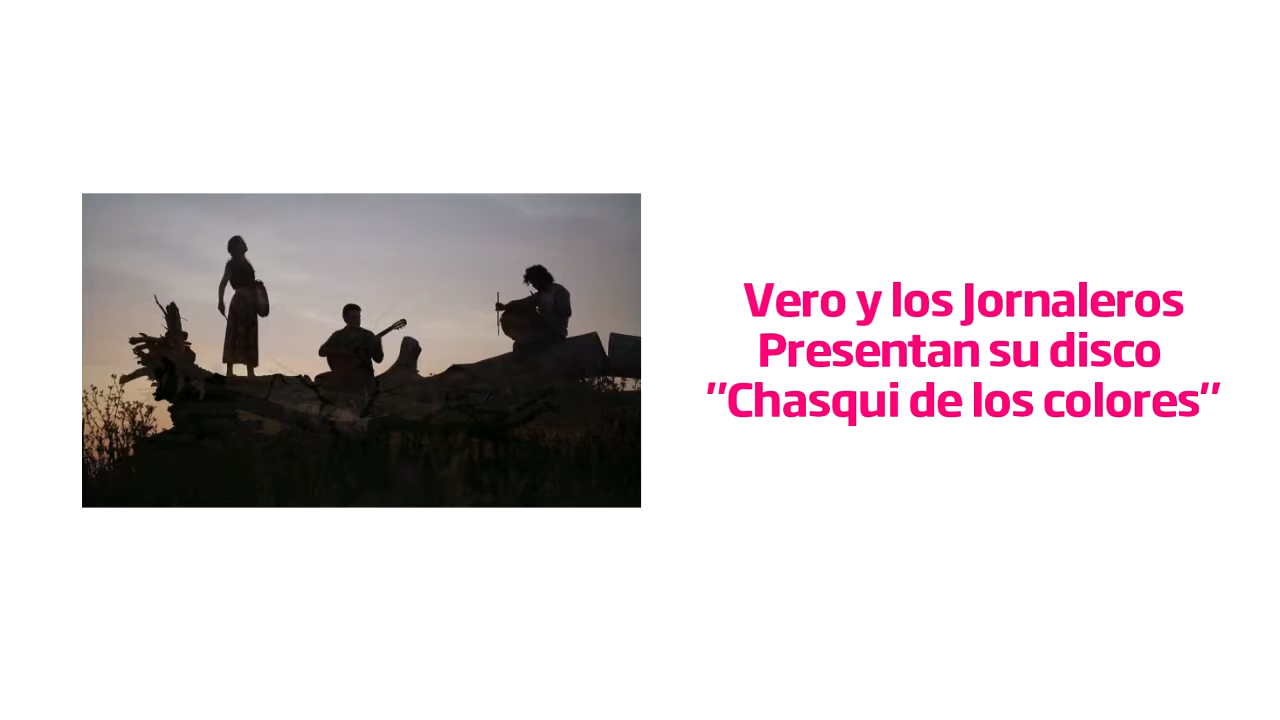 Vero y los Jornaleros
Presentan su disco
"Chasqui de los colores"